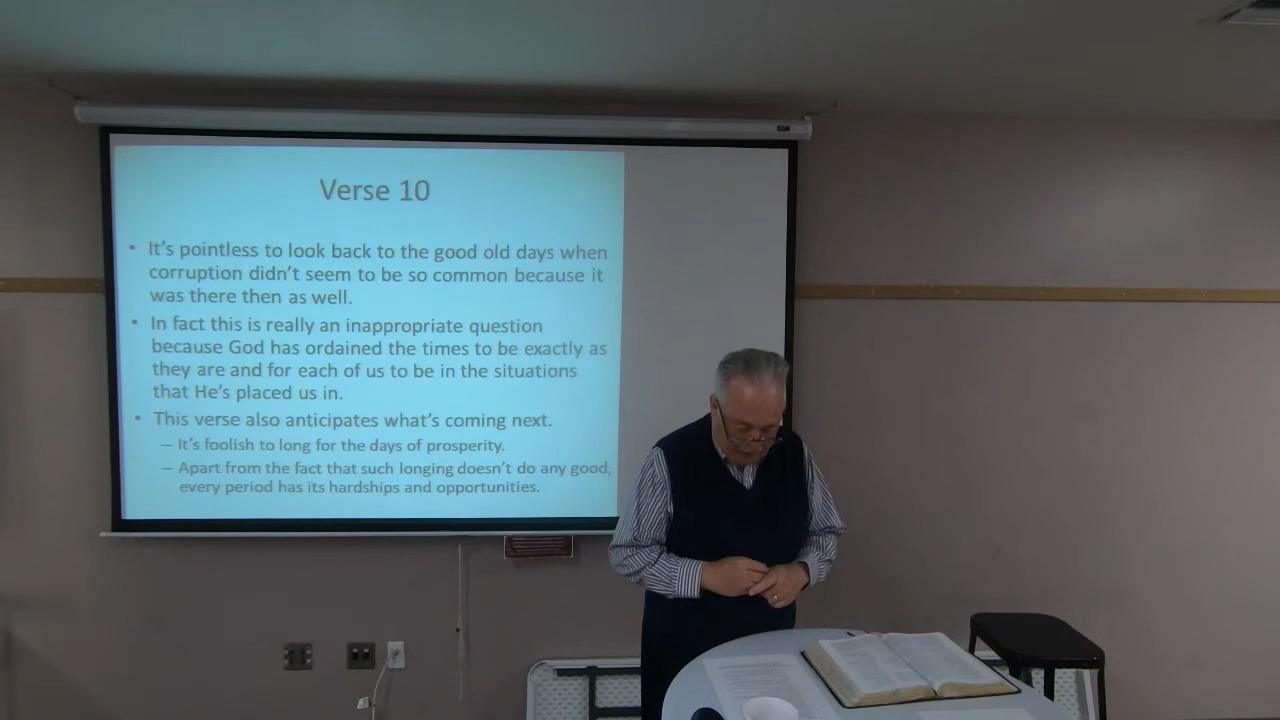 Verse 10
• It's pointless to look back to the good old days when
corruption didn't seem to be so common because it
was there then as well.
• In fact this is really an inappropriate question
because God has ordained the times to be exactly as
they are and for each of us to be in the situations
that He's placed us in.
• This verse also anticipates what's coming next.
– It's foolish to long for the days of prosperity.
– Apart from the fact that such longing doesn't do any good,
every period has its hardships and opportunities.